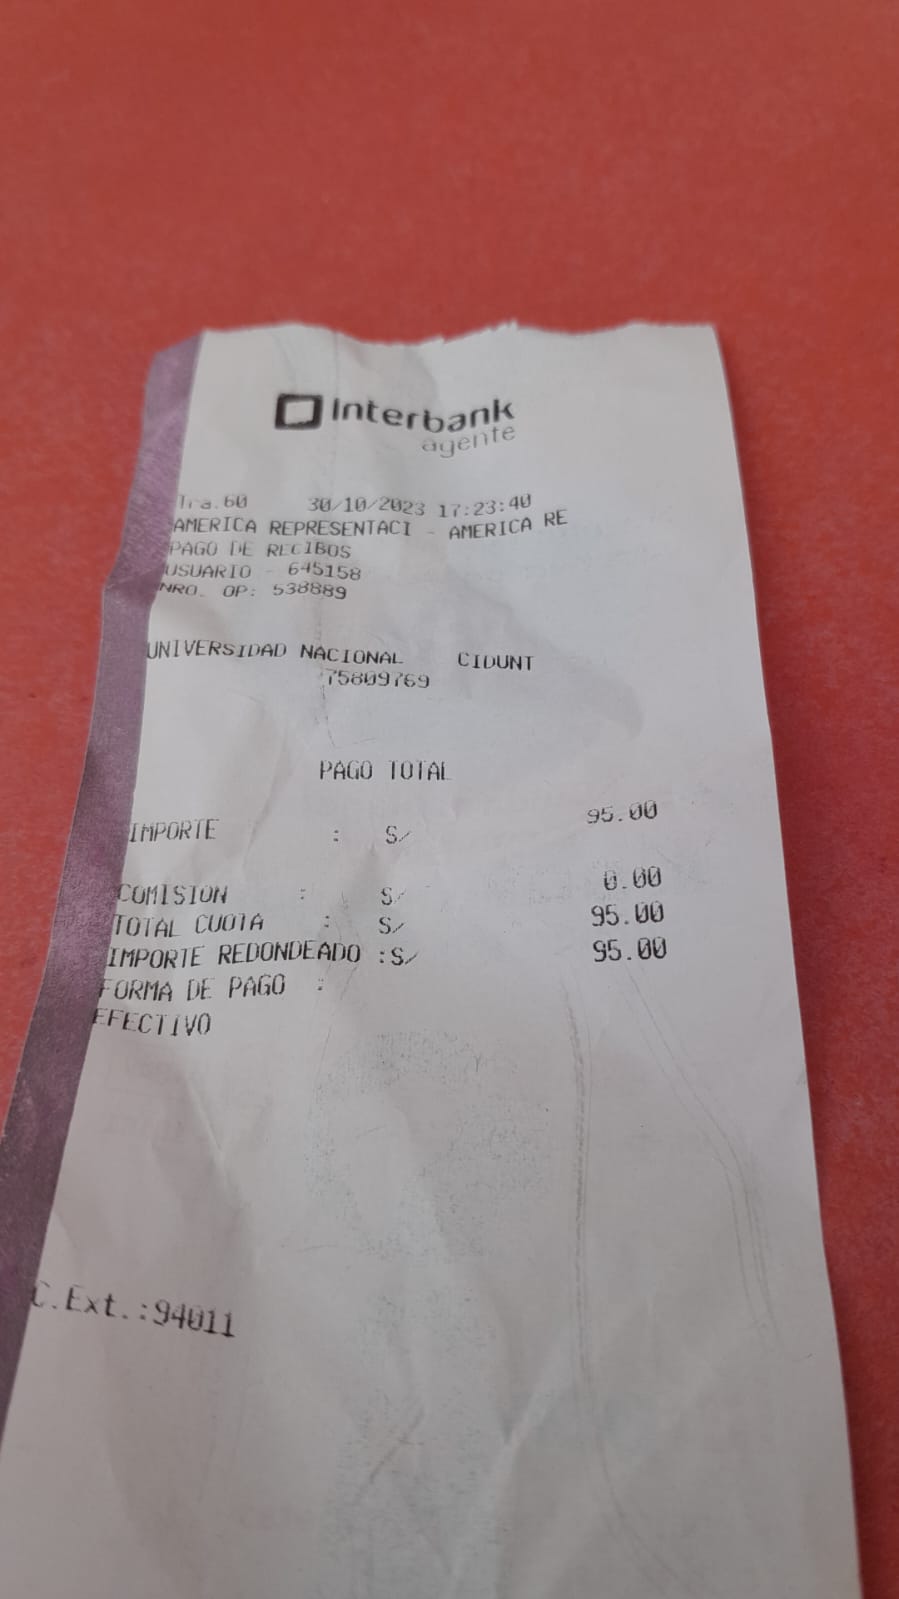 Interbank
agente
Tra.60 30/10/2023 17:23:40
AMERICA REPRESENTACI - AMERICA RE
PAGO DE RECIBOS
USUARIO - 645158
NRO. OP: 538889
UNIVERSIDAD NACIONAL CIDUNT
75809769
PAGO TOTAL
IMPORTE : S/ 95.00
COMISION : S/ 0.00
TOTAL CUOTA : S/ 95.00
IMPORTE REDONDEADO :S/ 95.00
FORMA DE PAGO :
EFECTIVO
C.Ext.:94011